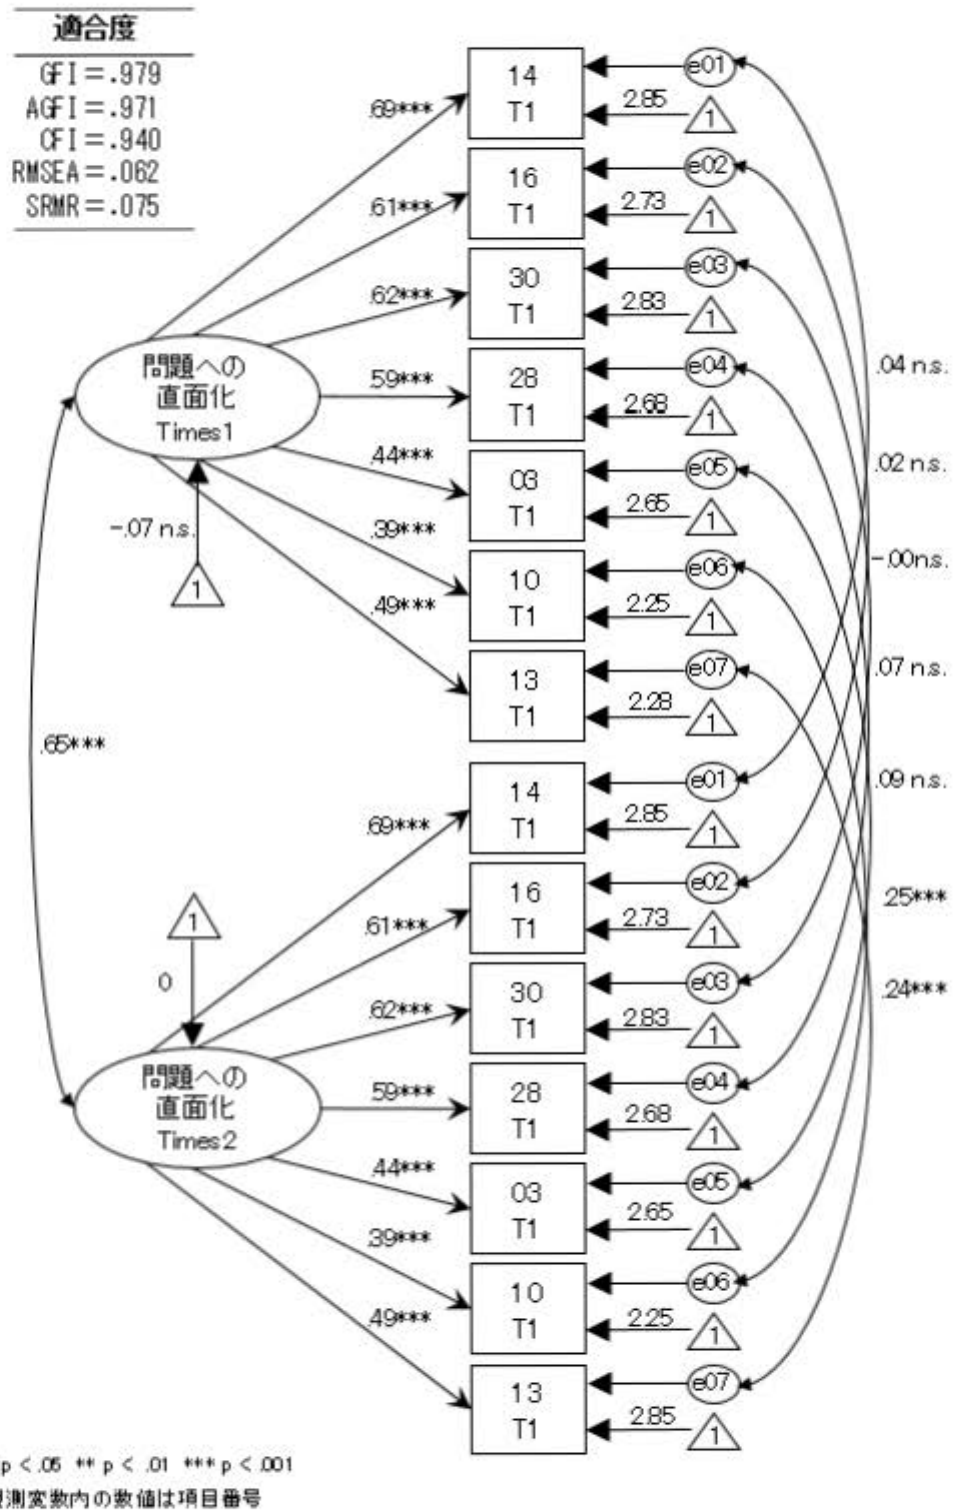 適合度
GFI＝.979
AGFI＝.971
CFI＝.940
RMSEA＝.062
SRMR＝.075
14
T1
.69***
e01
2.85
1
16
T1
.61***
e02
2.73
1
30
T1
.62***
e03
2.83
1
問題への
直面化
Times1
28
T1
.59***
e04
2.68
1
.04 n.s.
03
T1
.44***
e05
2.65
1
.02 n.s.
-.07 n.s.
1
10
T1
.39***
e06
2.25
1
-.00n.s.
13
T1
.49***
e07
2.28
1
.07 n.s.
.65***
14
T1
.69***
e01
2.85
1
.09 n.s.
1
0
16
T1
.61***
e02
2.73
1
.25***
30
T1
.62***
e03
2.83
1
.24***
問題への
直面化
Times2
28
T1
.59***
e04
2.68
1
03
T1
.44***
e05
2.65
1
10
T1
.39***
e06
2.25
1
13
T1
.49***
e07
2.85
1
p < .05 ** p < .01 *** p < .001
測変数内の数値は項目番号